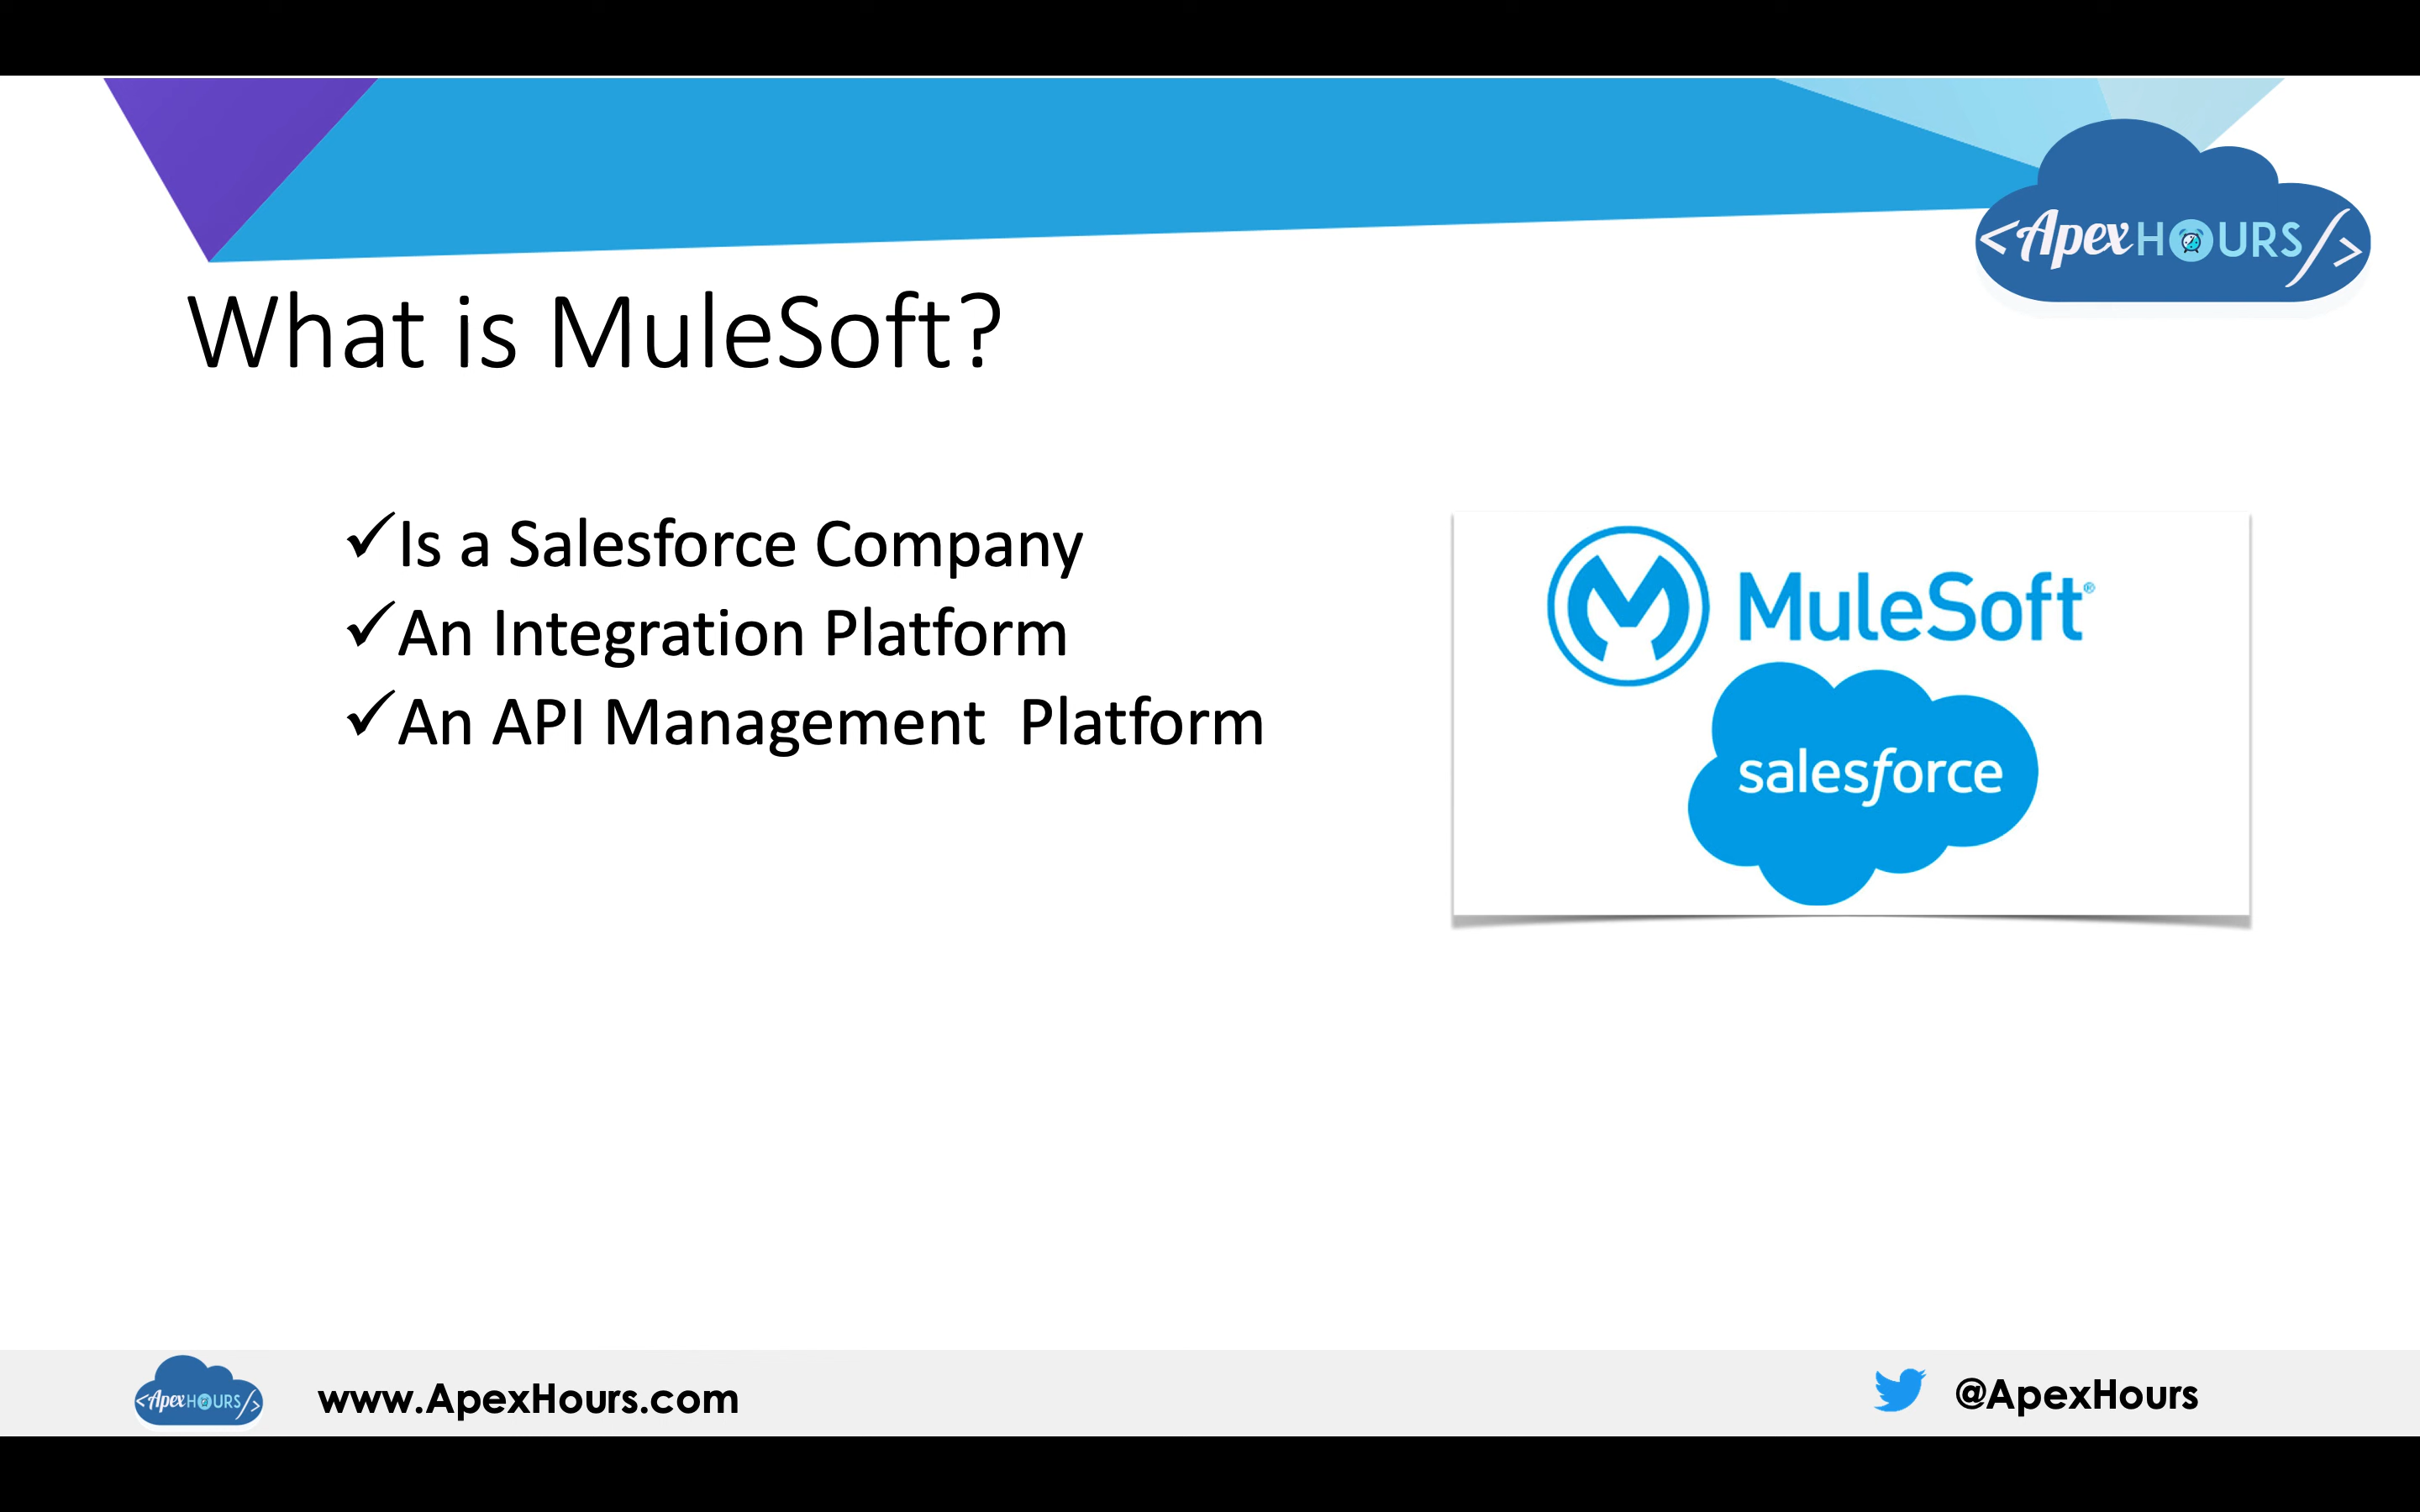 <ApexHOURS/>
What is MuleSoft?
✓Is a Salesforce Company
✓An Integration Platform
✓An API Management  Platform
MuleSoft®
salesforce
<ApexHOURS/>
www.ApexHours.com
@ApexHours